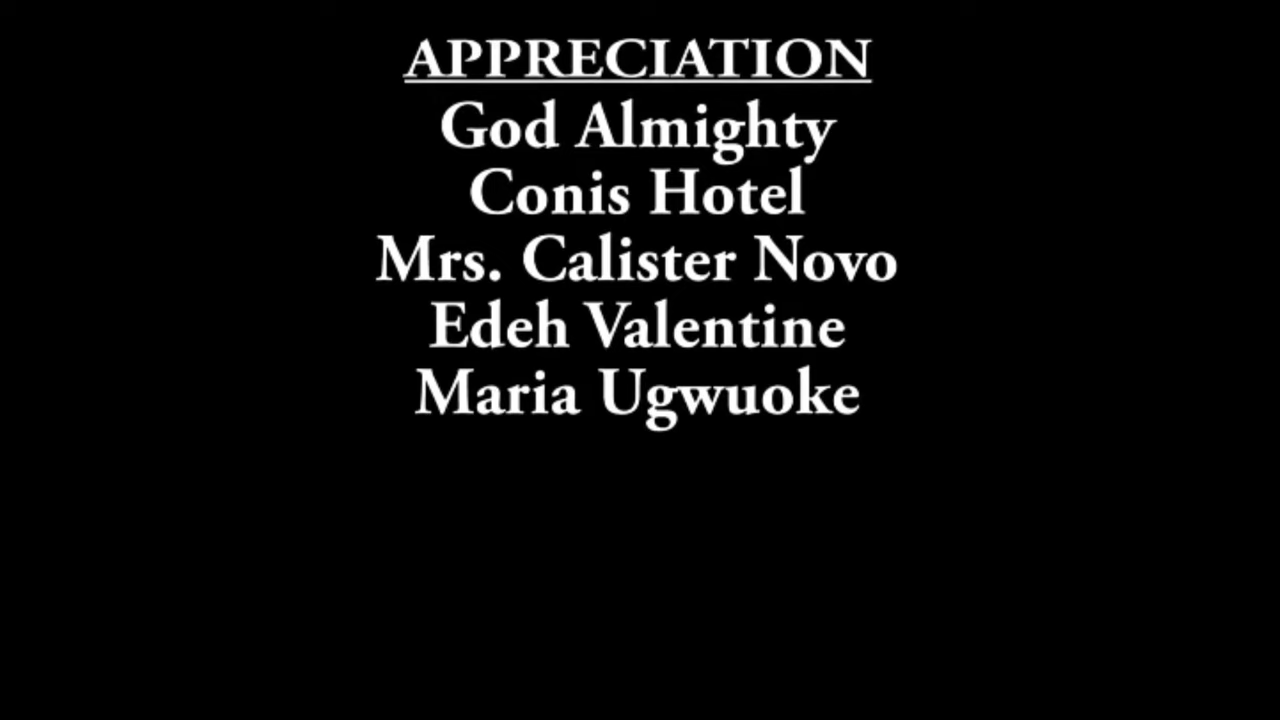 APPRECIATION
God Almighty
Conis Hotel
Mrs. Calister Novo
Edeh Valentine
Maria Ugwuoke